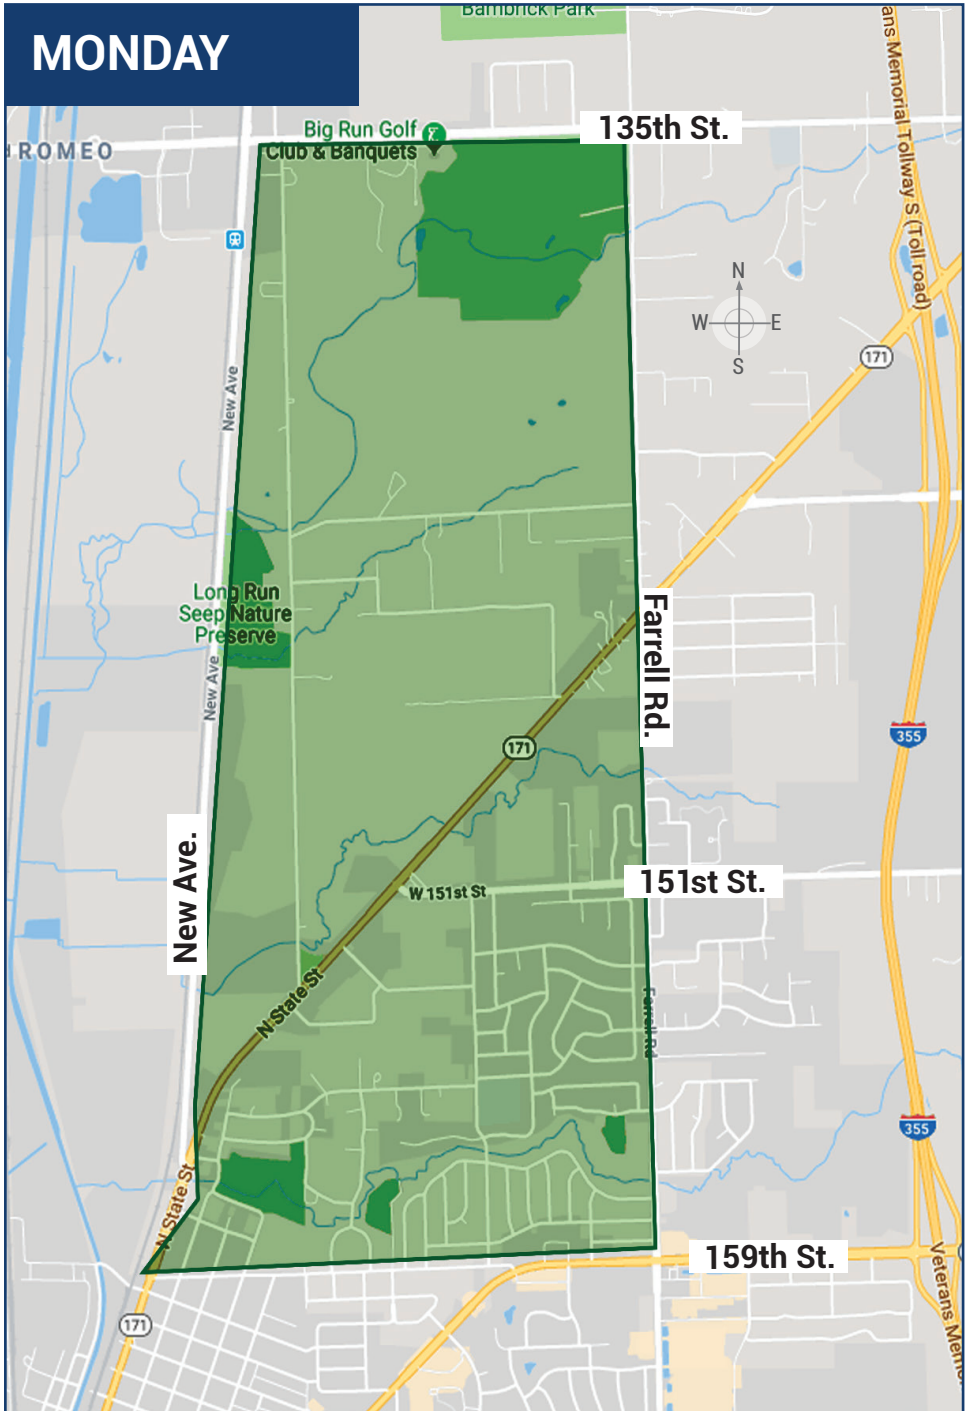 Bambrick Park
MONDAY
ans Memorial Tollway S (Toll road)
Big Run Golf
Club & Banquets
135th St.
ROMEO
N
W E
S
171
New Ave
Long Run
Seep Nature
Preserve
Farrell Rd.
New Ave
171
355
New Ave.
151st St.
W 151st St
N State St
Farrell Rd
355
N State St
159th St.
Veterans Memo
171